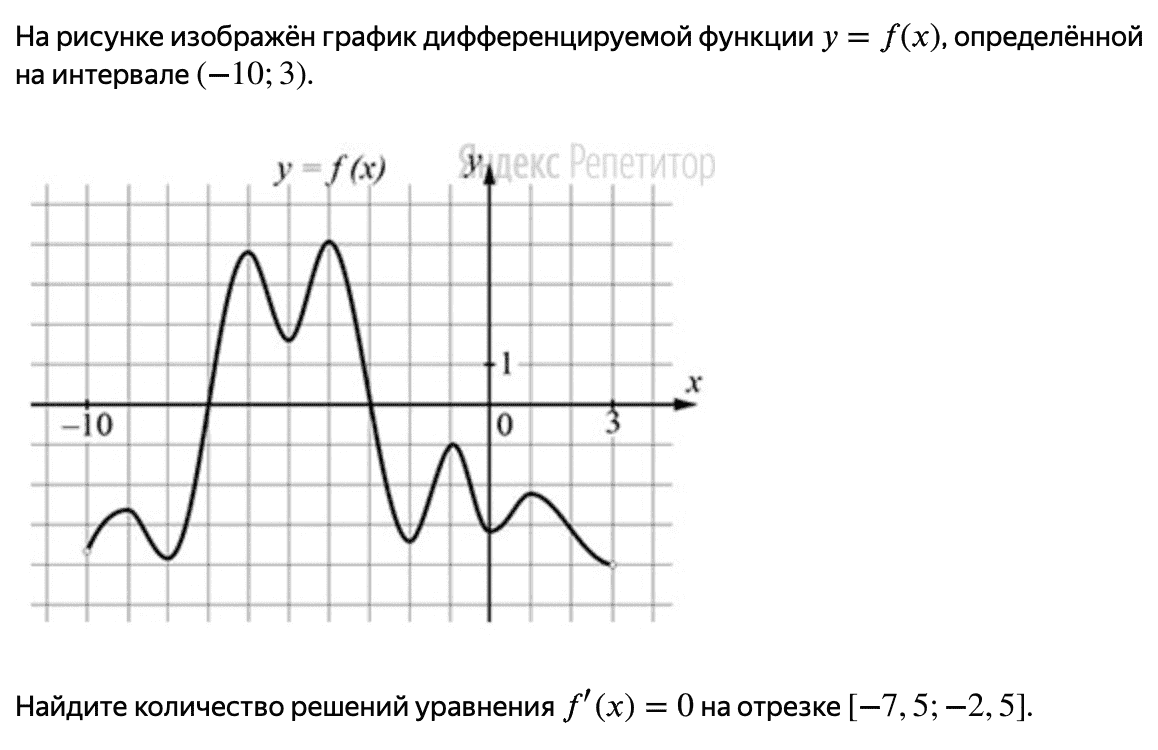 На рисунке изображён график дифференцируемой функции y = f(x), определённой
на интервале (−10; 3).
Яндекс Репетитор
y = f (x)
y
1
x
−10
0
3
Найдите количество решений уравнения f′(x) = 0 на отрезке [−7, 5; −2, 5].